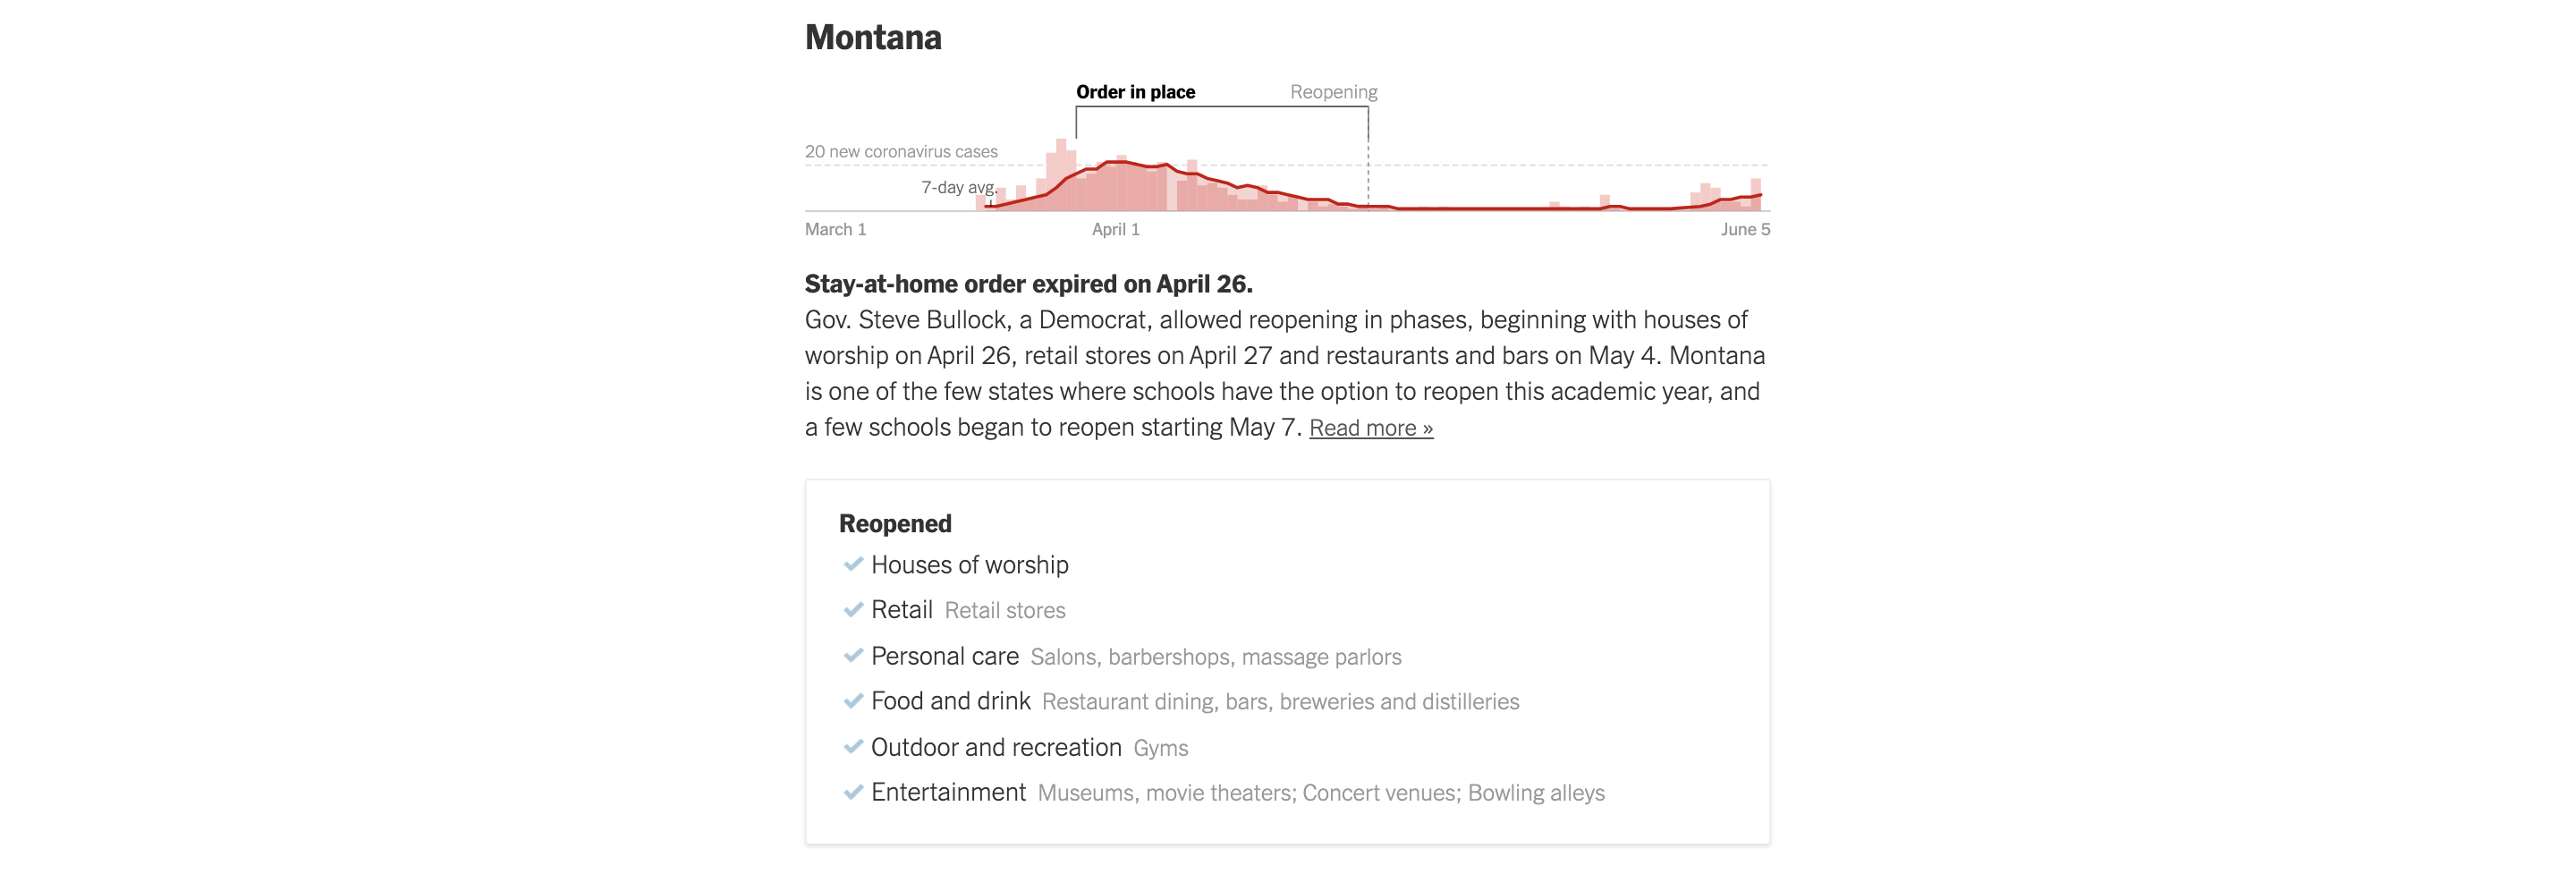 Montana
Order in place
Reopening
20 new coronavirus cases
7-day avg.
March 1
April 1
June 5
Stay-at-home order expired on April 26.
Gov. Steve Bullock, a Democrat, allowed reopening in phases, beginning with houses of
worship on April 26, retail stores on April 27 and restaurants and bars on May 4. Montana
is one of the few states where schools have the option to reopen this academic year, and
a few schools began to reopen starting May 7. Read more »
Reopened
Houses of worship
Retail Retail stores
Personal care Salons, barbershops, massage parlors
Food and drink Restaurant dining, bars, breweries and distilleries
Outdoor and recreation Gyms
Entertainment Museums, movie theaters; Concert venues; Bowling alleys